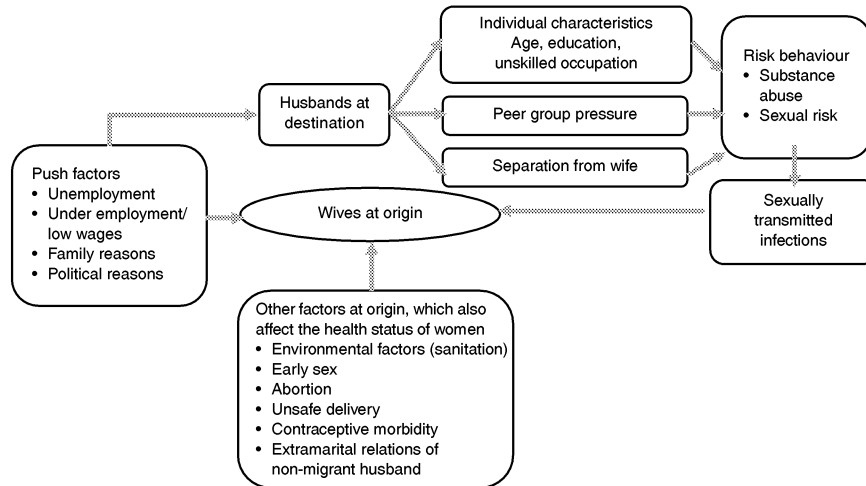 Individual characteristics
Age, education,
unskilled occupation
Risk behaviour
• Substance
abuse
• Sexual risk
Husbands at
destination
Peer group pressure
Separation from wife
Push factors
• Unemployment
• Under employment/
low wages
• Family reasons
• Political reasons
Wives at origin
Sexually
transmitted
infections
Other factors at origin, which also
affect the health status of women
• Environmental factors (sanitation)
• Early sex
• Abortion
• Unsafe delivery
• Contraceptive morbidity
• Extramarital relations of
non-migrant husband